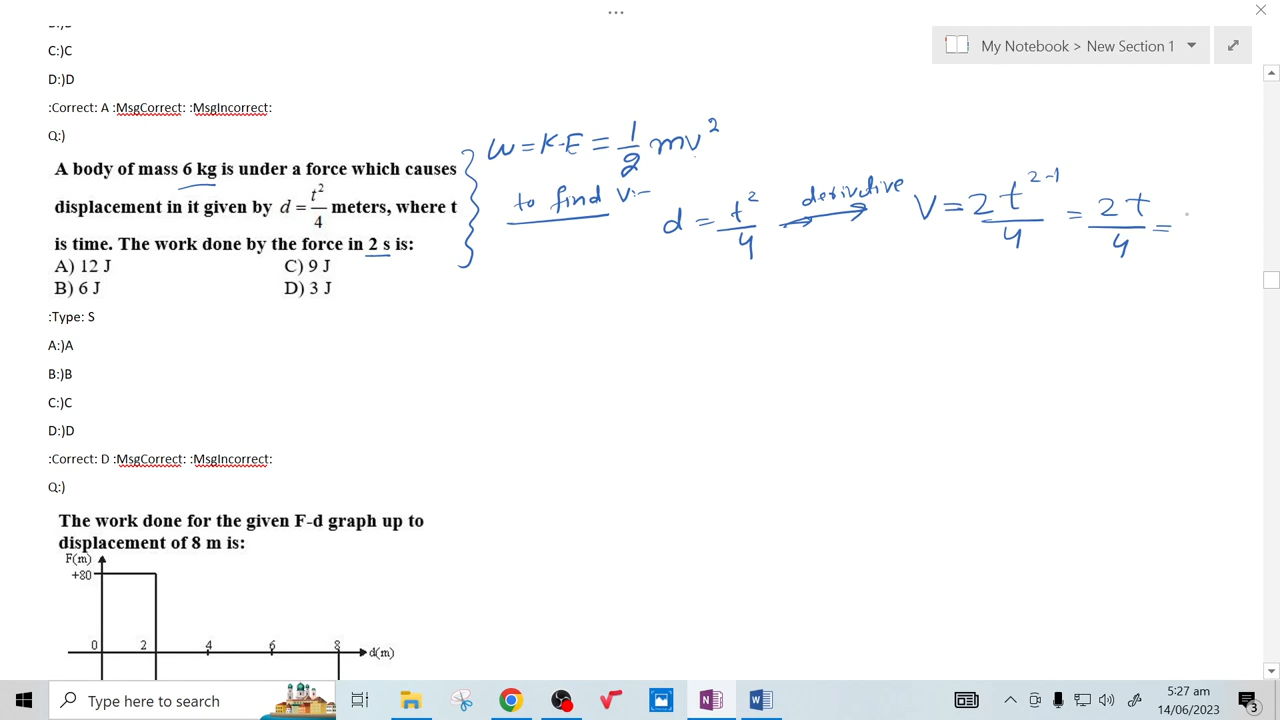 My Notebook > New Section 1
C:)C
D:)D
:Correct: A :MsgCorrect: :MsgIncorrect:
Q:)
A body of mass 6 kg is under a force which causes
displacement in it given by d = t²/4 meters, where t
is time. The work done by the force in 2 s is:
A) 12 J C) 9 J
B) 6 J D) 3 J
W = K.E = 1/2 mv²
to find v:-
d = t²/4 derivative V = 2t²⁻¹/4 = 2t/4 =
:Type: S
A:)A
B:)B
C:)C
D:)D
:Correct: D :MsgCorrect: :MsgIncorrect:
Q:)
The work done for the given F-d graph up to
displacement of 8 m is:
F(m)
+80
0 2 4 6 8 d(m)
Type here to search
5:27 am
14/06/2023
3